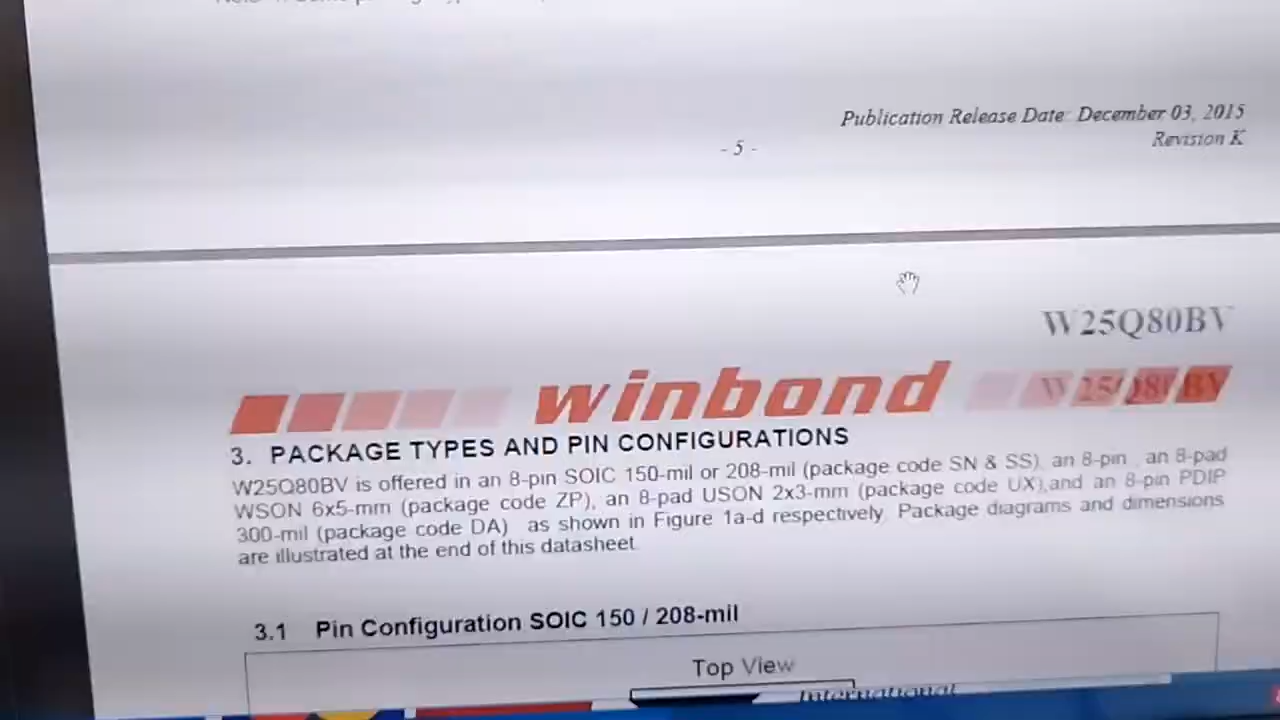 Publication Release Date: December 03, 2015
- 5 -
Revision K
W25Q80BV
winbond W25Q80BV
3. PACKAGE TYPES AND PIN CONFIGURATIONS
W25Q80BV is offered in an 8-pin SOIC 150-mil or 208-mil (package code SN & SS), an 8-pin , an 8-pad
WSON 6x5-mm (package code ZP), an 8-pad USON 2x3-mm (package code UX),and an 8-pin PDIP
300-mil (package code DA) as shown in Figure 1a-d respectively. Package diagrams and dimensions
are illustrated at the end of this datasheet.
3.1 Pin Configuration SOIC 150 / 208-mil
Top View
International